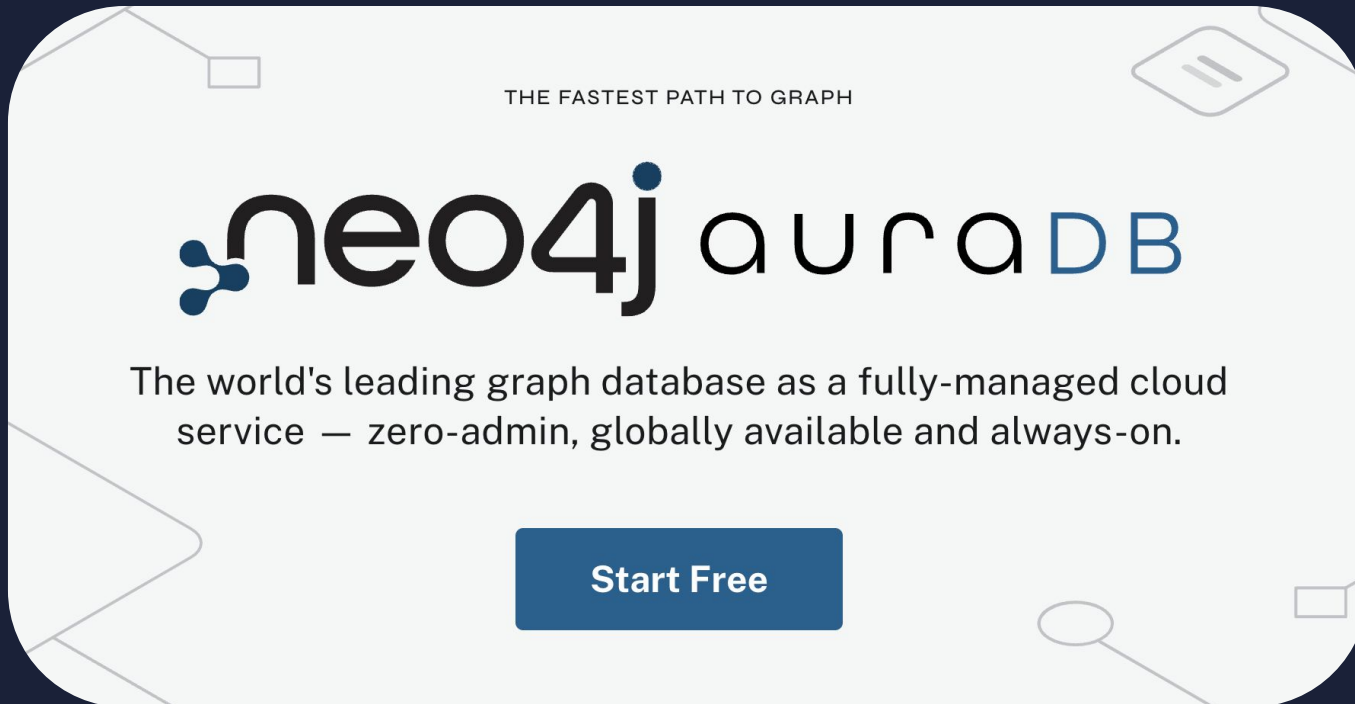 THE FASTEST PATH TO GRAPH
neo4j auraDB
The world's leading graph database as a fully-managed cloud
service — zero-admin, globally available and always-on.
Start Free